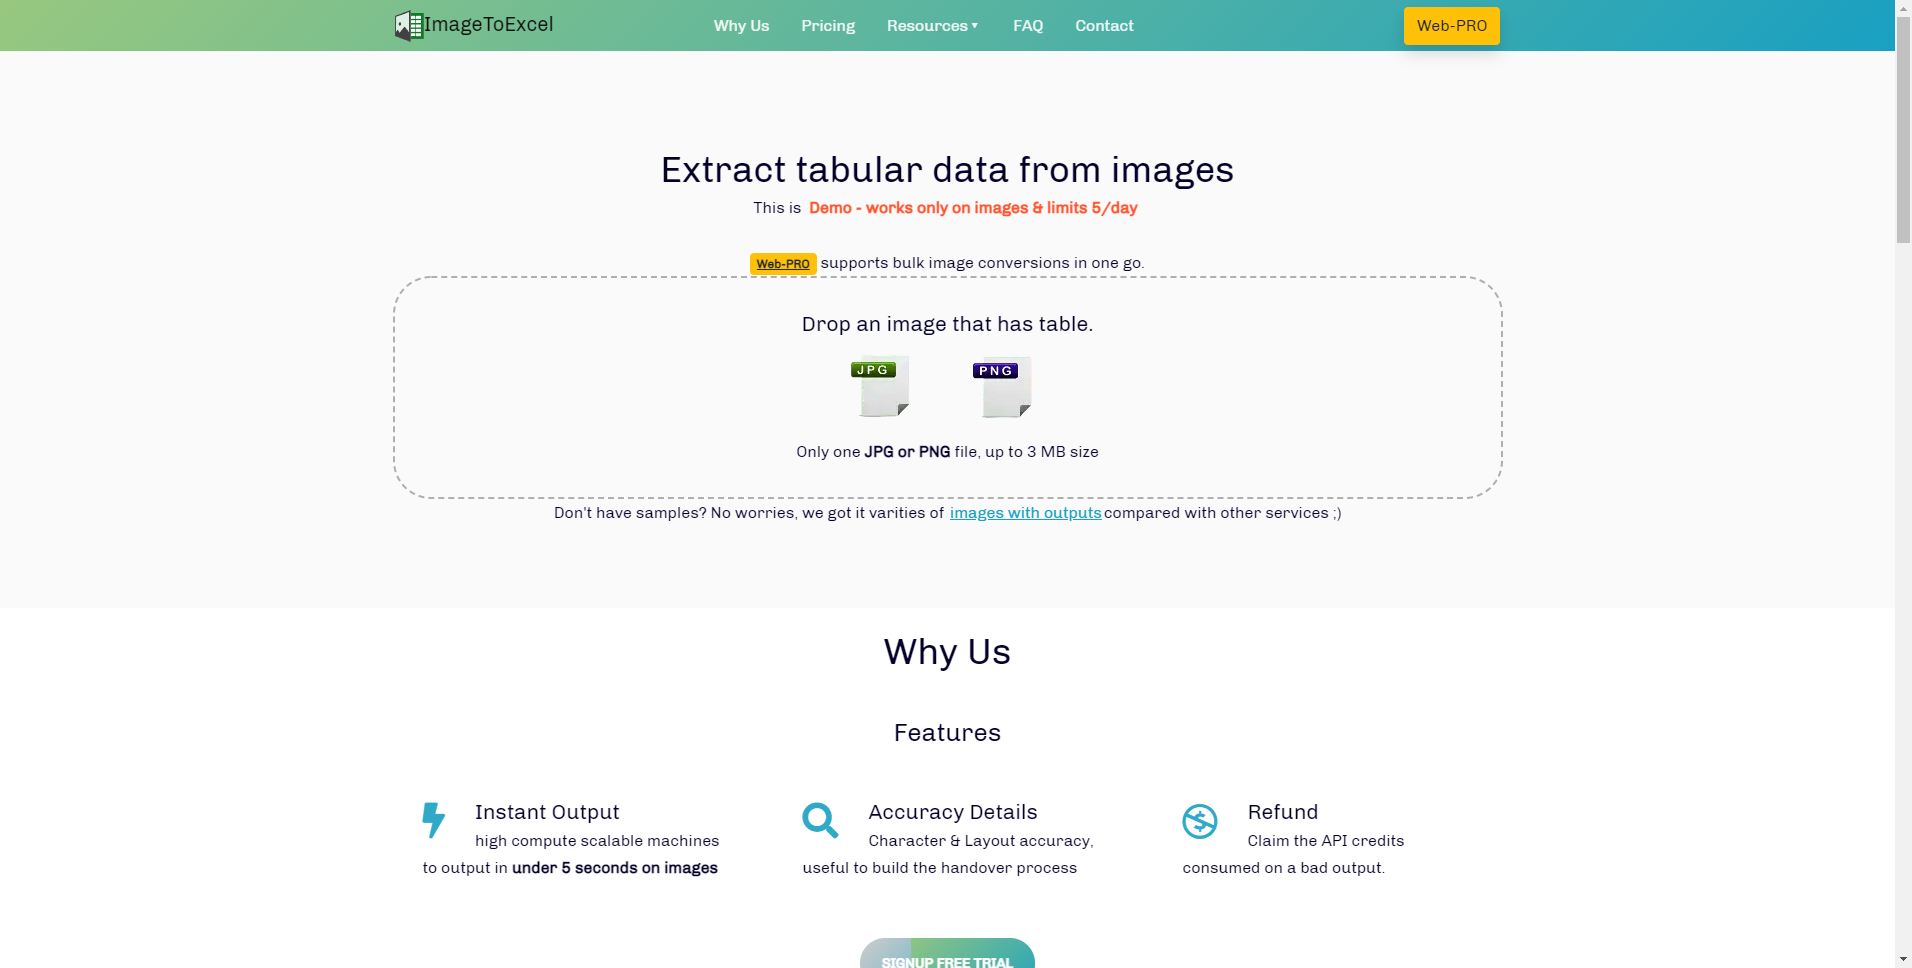 ImageToExcel
Why Us
Pricing
Resources ▾
FAQ
Contact
Web-PRO
Extract tabular data from images
This is Demo - works only on images & limits 5/day
Web-PRO supports bulk image conversions in one go.
Drop an image that has table.
JPG
PNG
Only one JPG or PNG file, up to 3 MB size
Don't have samples? No worries, we got it varities of images with outputs compared with other services ;)
Why Us
Features
Instant Output
high compute scalable machines
to output in under 5 seconds on images
Accuracy Details
Character & Layout accuracy,
useful to build the handover process
Refund
Claim the API credits
consumed on a bad output.
SIGNUP FREE TRIAL